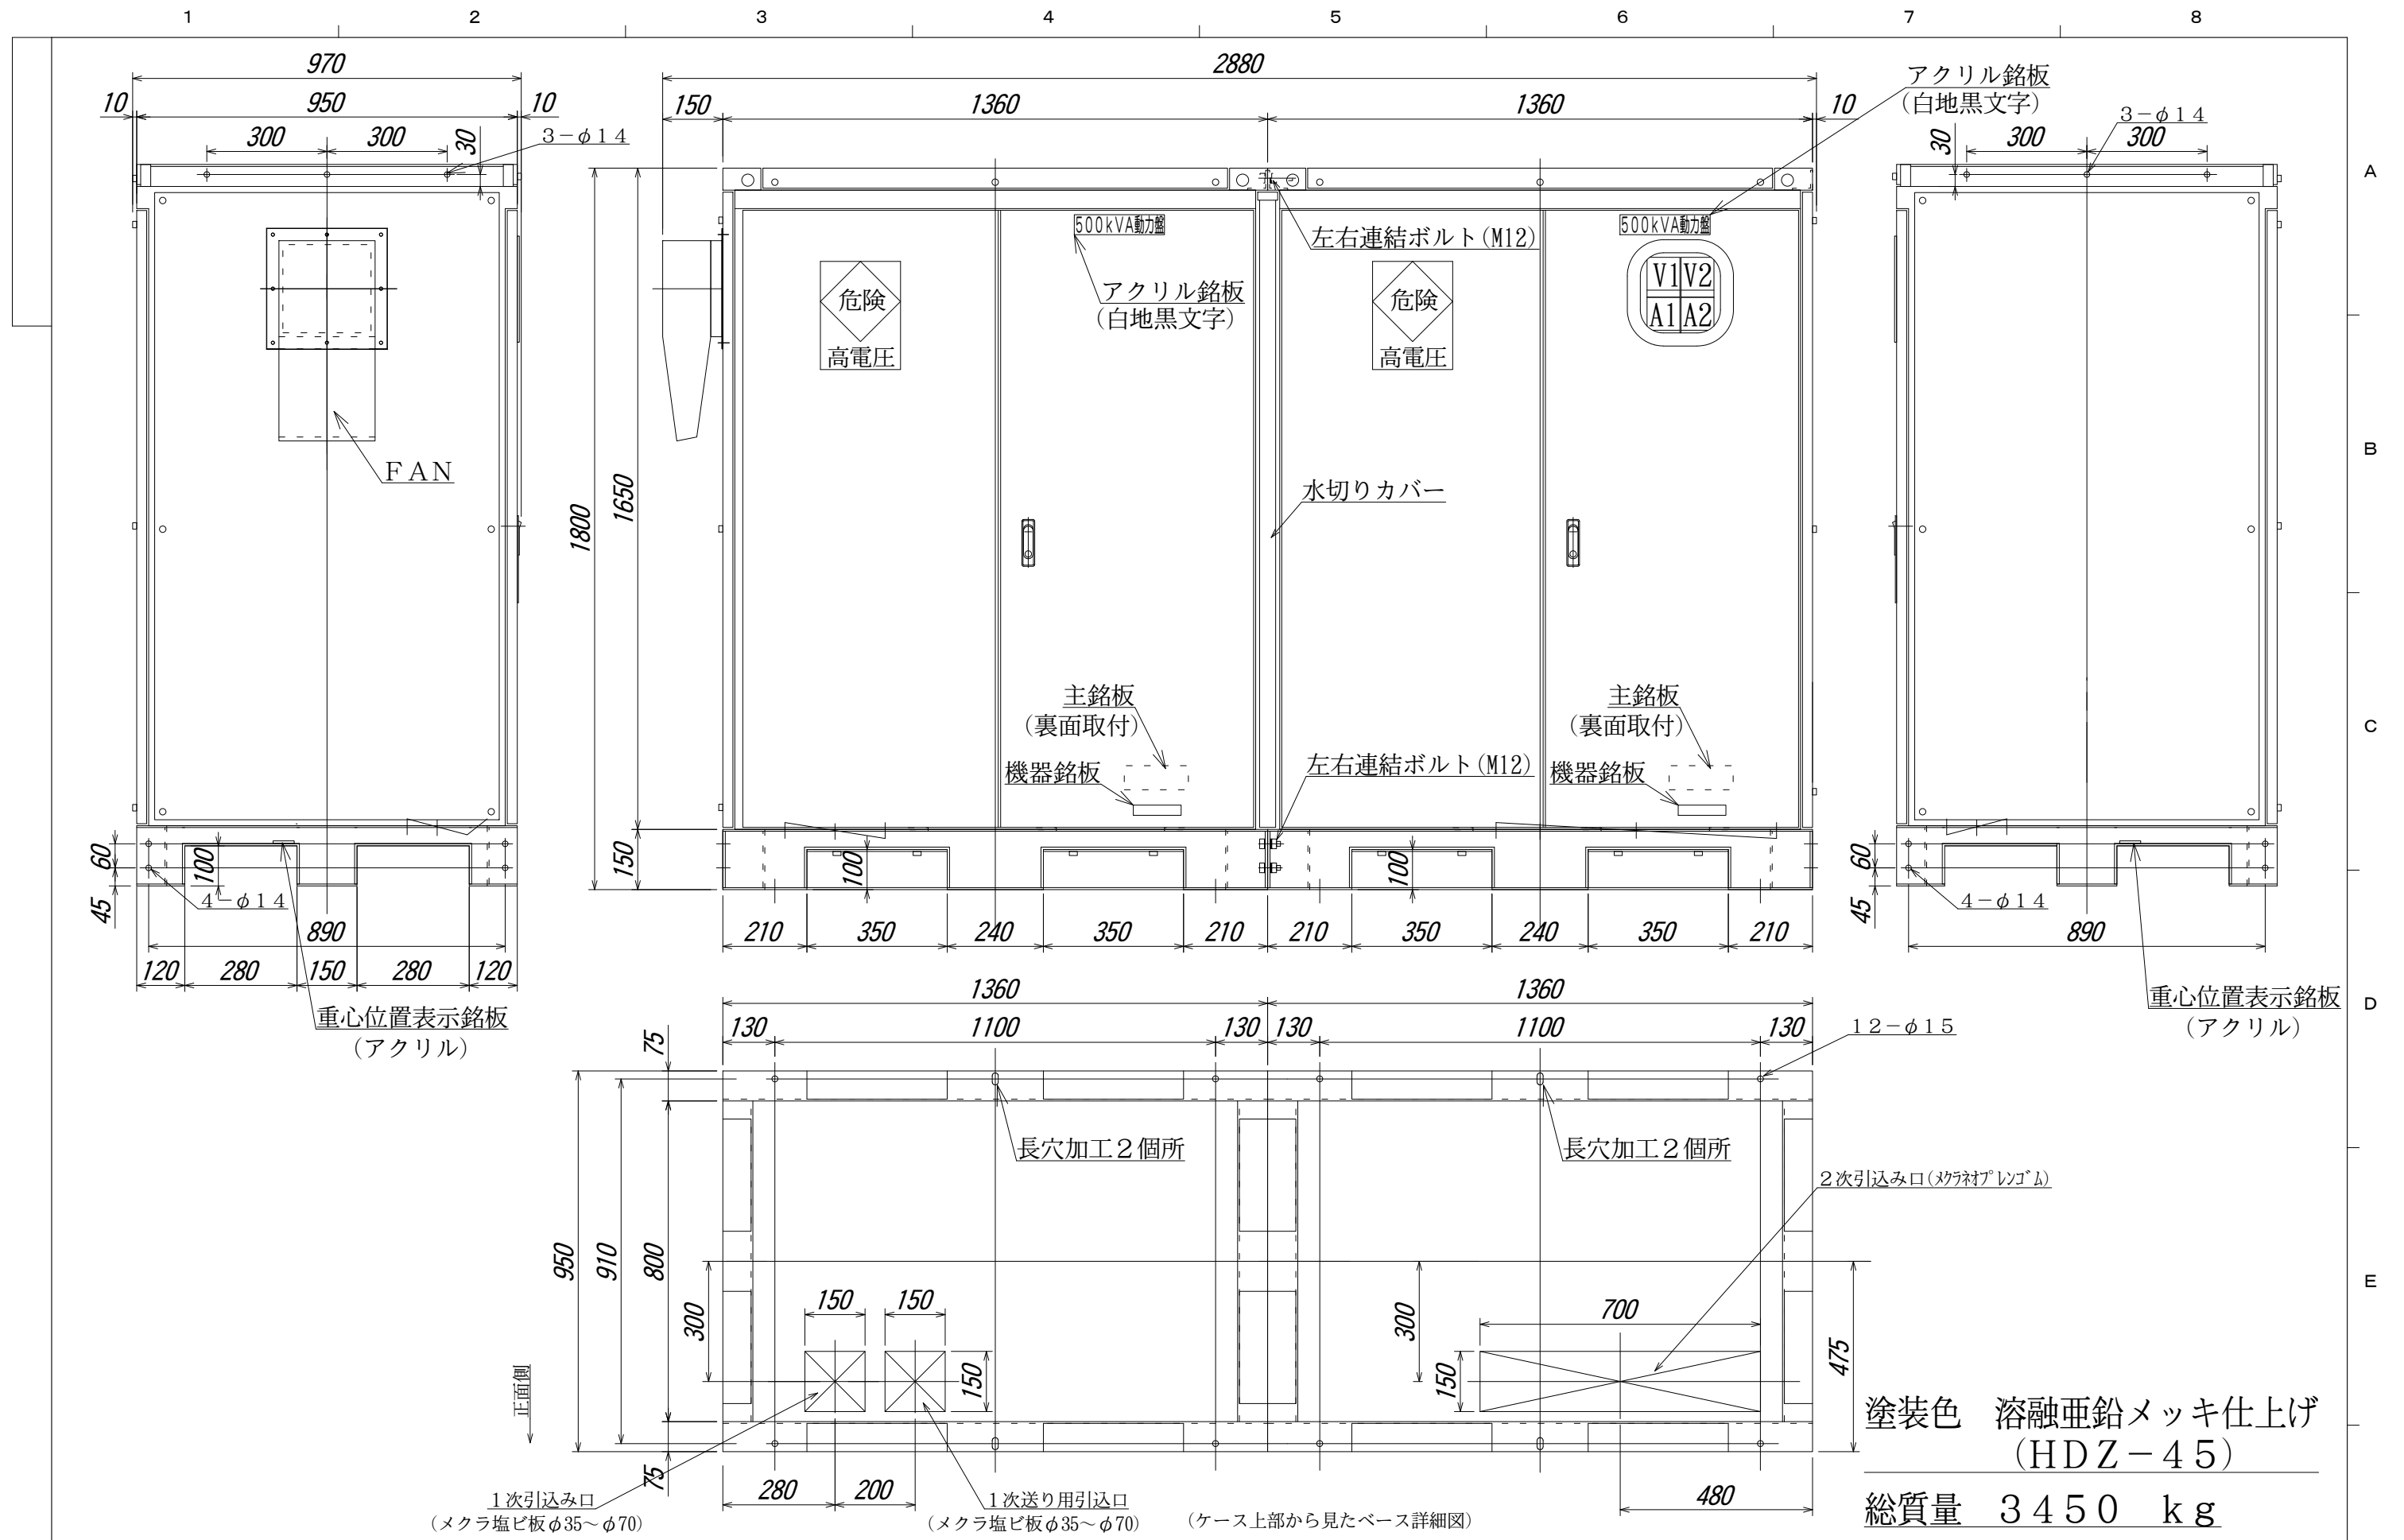 1 2 3 4 5 6 7 8
A
B
C
D
E
970
10 950 10
300 300 30
3-φ14
FAN
60
100
45
4-φ14
890
120 280 150 280 120
重心位置表示銘板
(アクリル)
2880
150 1360 1360 10
アクリル銘板
(白地黒文字)
500kVA動力盤
アクリル銘板
(白地黒文字)
危険
高電圧
左右連結ボルト(M12)
500kVA動力盤
危険
高電圧
V1 V2
A1 A2
水切りカバー
1800
1650
150
主銘板
(裏面取付)
機器銘板
左右連結ボルト(M12)
主銘板
(裏面取付)
機器銘板
100
100
210 350 240 350 210 210 350 240 350 210
3-φ14
30 300 300
60
45
4-φ14
890
重心位置表示銘板
(アクリル)
1360 1360
130 1100 130 130 1100 130
12-φ15
75
950
910
800
75
長穴加工2個所
長穴加工2個所
2次引込み口(メクラネオプレンゴム)
300
150 150
150
300
700
150
475
正面側
280 200
480
1次引込み口
(メクラ塩ビ板φ35~φ70)
1次送り用引込口
(メクラ塩ビ板φ35~φ70)
(ケース上部から見たベース詳細図)
塗装色 溶融亜鉛メッキ仕上げ
(HDZ-45)
総質量 3450 kg